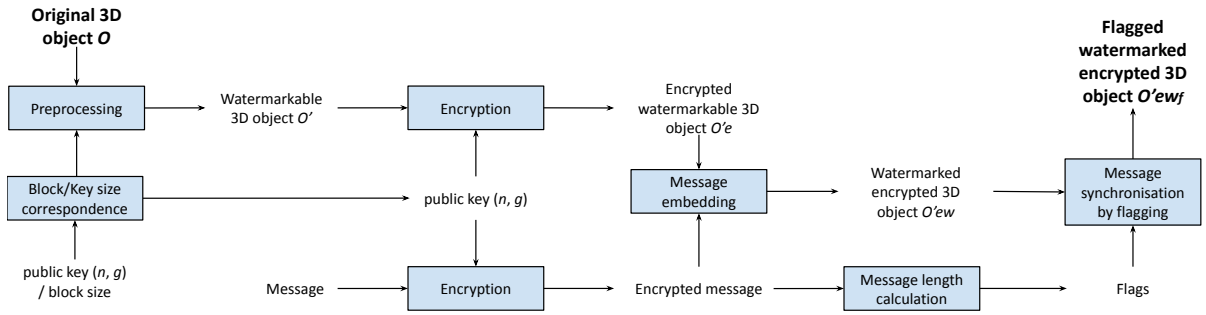 Original 3D
object O
Preprocessing
Watermarkable
3D object O'
Encryption
Encrypted
watermarkable 3D
object O'e
Flagged
watermarked
encrypted 3D
object O'ewf
Block/Key size
correspondence
public key (n, g)
Message
embedding
Watermarked
encrypted 3D
object O'ew
Message
synchronisation
by flagging
public key (n, g)
/ block size
Message
Encryption
Encrypted message
Message length
calculation
Flags